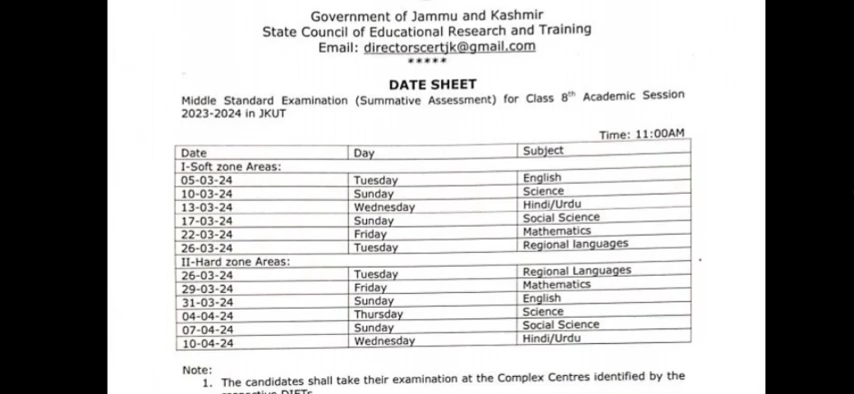 Government of Jammu and Kashmir
State Council of Educational Research and Training
Email: directorscertjk@gmail.com
*****
DATE SHEET
Middle Standard Examination (Summative Assessment) for Class 8th Academic Session
2023-2024 in JKUT
Time: 11:00AM
Date Day Subject
I-Soft zone Areas:
05-03-24 Tuesday English
10-03-24 Sunday Science
13-03-24 Wednesday Hindi/Urdu
17-03-24 Sunday Social Science
22-03-24 Friday Mathematics
26-03-24 Tuesday Regional languages
II-Hard zone Areas:
26-03-24 Tuesday Regional Languages
29-03-24 Friday Mathematics
31-03-24 Sunday English
04-04-24 Thursday Science
07-04-24 Sunday Social Science
10-04-24 Wednesday Hindi/Urdu
Note:
1. The candidates shall take their examination at the Complex Centres identified by the
respective DIETs